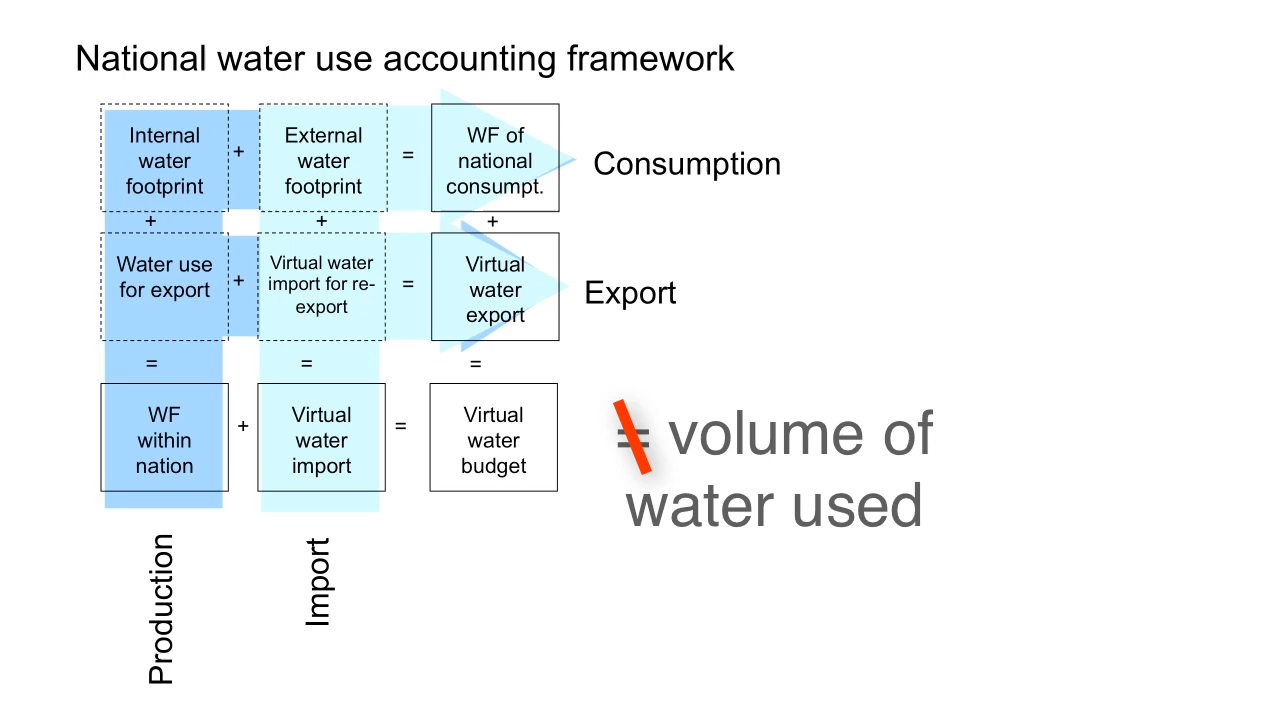 National water use accounting framework
Internal
water
footprint
+
External
water
footprint
=
WF of
national
consumpt.
Consumption
+
+
+
Water use
for export
+
Virtual water
import for re-
export
=
Virtual
water
export
Export
=
=
=
WF
within
nation
+
Virtual
water
import
=
Virtual
water
budget
= volume of
water used
Production
Import